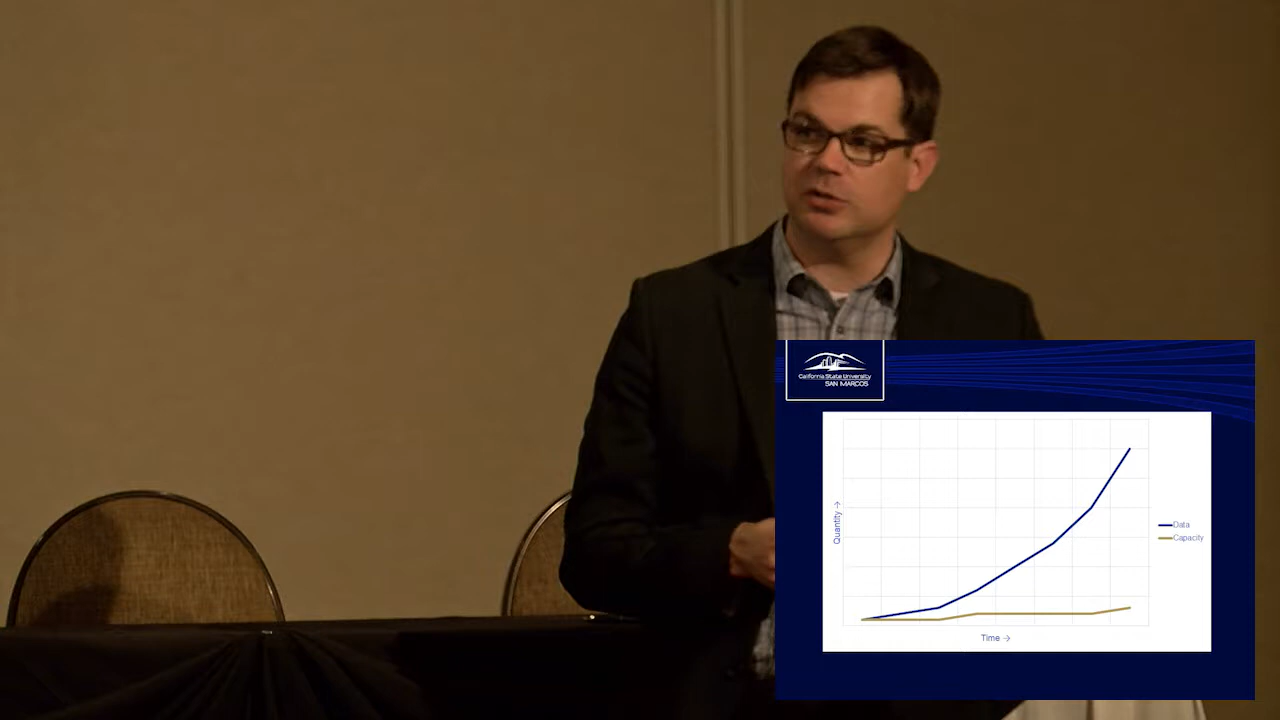 California State University
SAN MARCOS
Quantity →
Data
Capacity
Time →